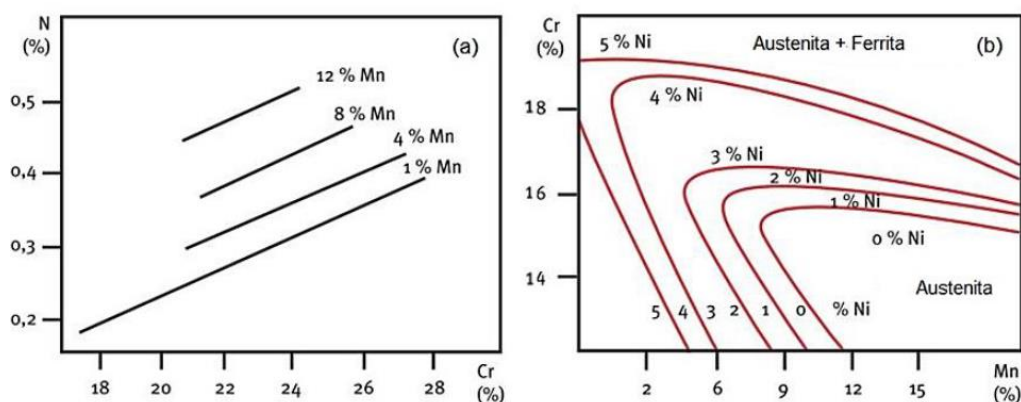 N
(%)
(a)
12 % Mn
8 % Mn
4 % Mn
1 % Mn
0,5
0,4
0,3
0,2
18
20
22
24
26
28
Cr
(%)
Cr
(%)
5 % Ni
Austenita + Ferrita
(b)
4 % Ni
18
3 % Ni
2 % Ni
16
1 % Ni
0 % Ni
14
Austenita
5
4
3
2
1
0
% Ni
2
6
9
12
15
Mn
(%)